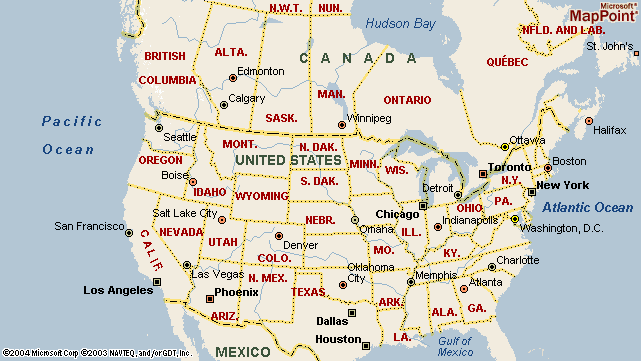 Microsoft®
MapPoint®
N.W.T.
NUN.
Hudson Bay
NFLD. AND LAB.
St. John's
BRITISH
COLUMBIA
ALTA.
Edmonton
CANADA
QUÉBEC
Calgary
MAN.
ONTARIO
SASK.
Winnipeg
Halifax
Pacific
Ocean
Seattle
MONT.
N. DAK.
Ottawa
OREGON
UNITED STATES
MINN.
WIS.
Toronto
Boston
Boise
IDAHO
S. DAK.
Detroit
N.Y.
New York
WYOMING
PA.
Salt Lake City
NEBR.
Chicago
OHIO
Atlantic Ocean
San Francisco
NEVADA
Omaha
ILL.
Indianapolis
Washington, D.C.
CALIF.
UTAH
Denver
COLO.
MO.
KY.
Las Vegas
Oklahoma
City
Charlotte
Los Angeles
N. MEX.
Memphis
Phoenix
TEXAS
ARK.
Atlanta
ARIZ.
Dallas
ALA.
GA.
Houston
LA.
Gulf of
Mexico
MEXICO
©2004 Microsoft Corp ©2003 NAVTEQ, and/or GDT, Inc.